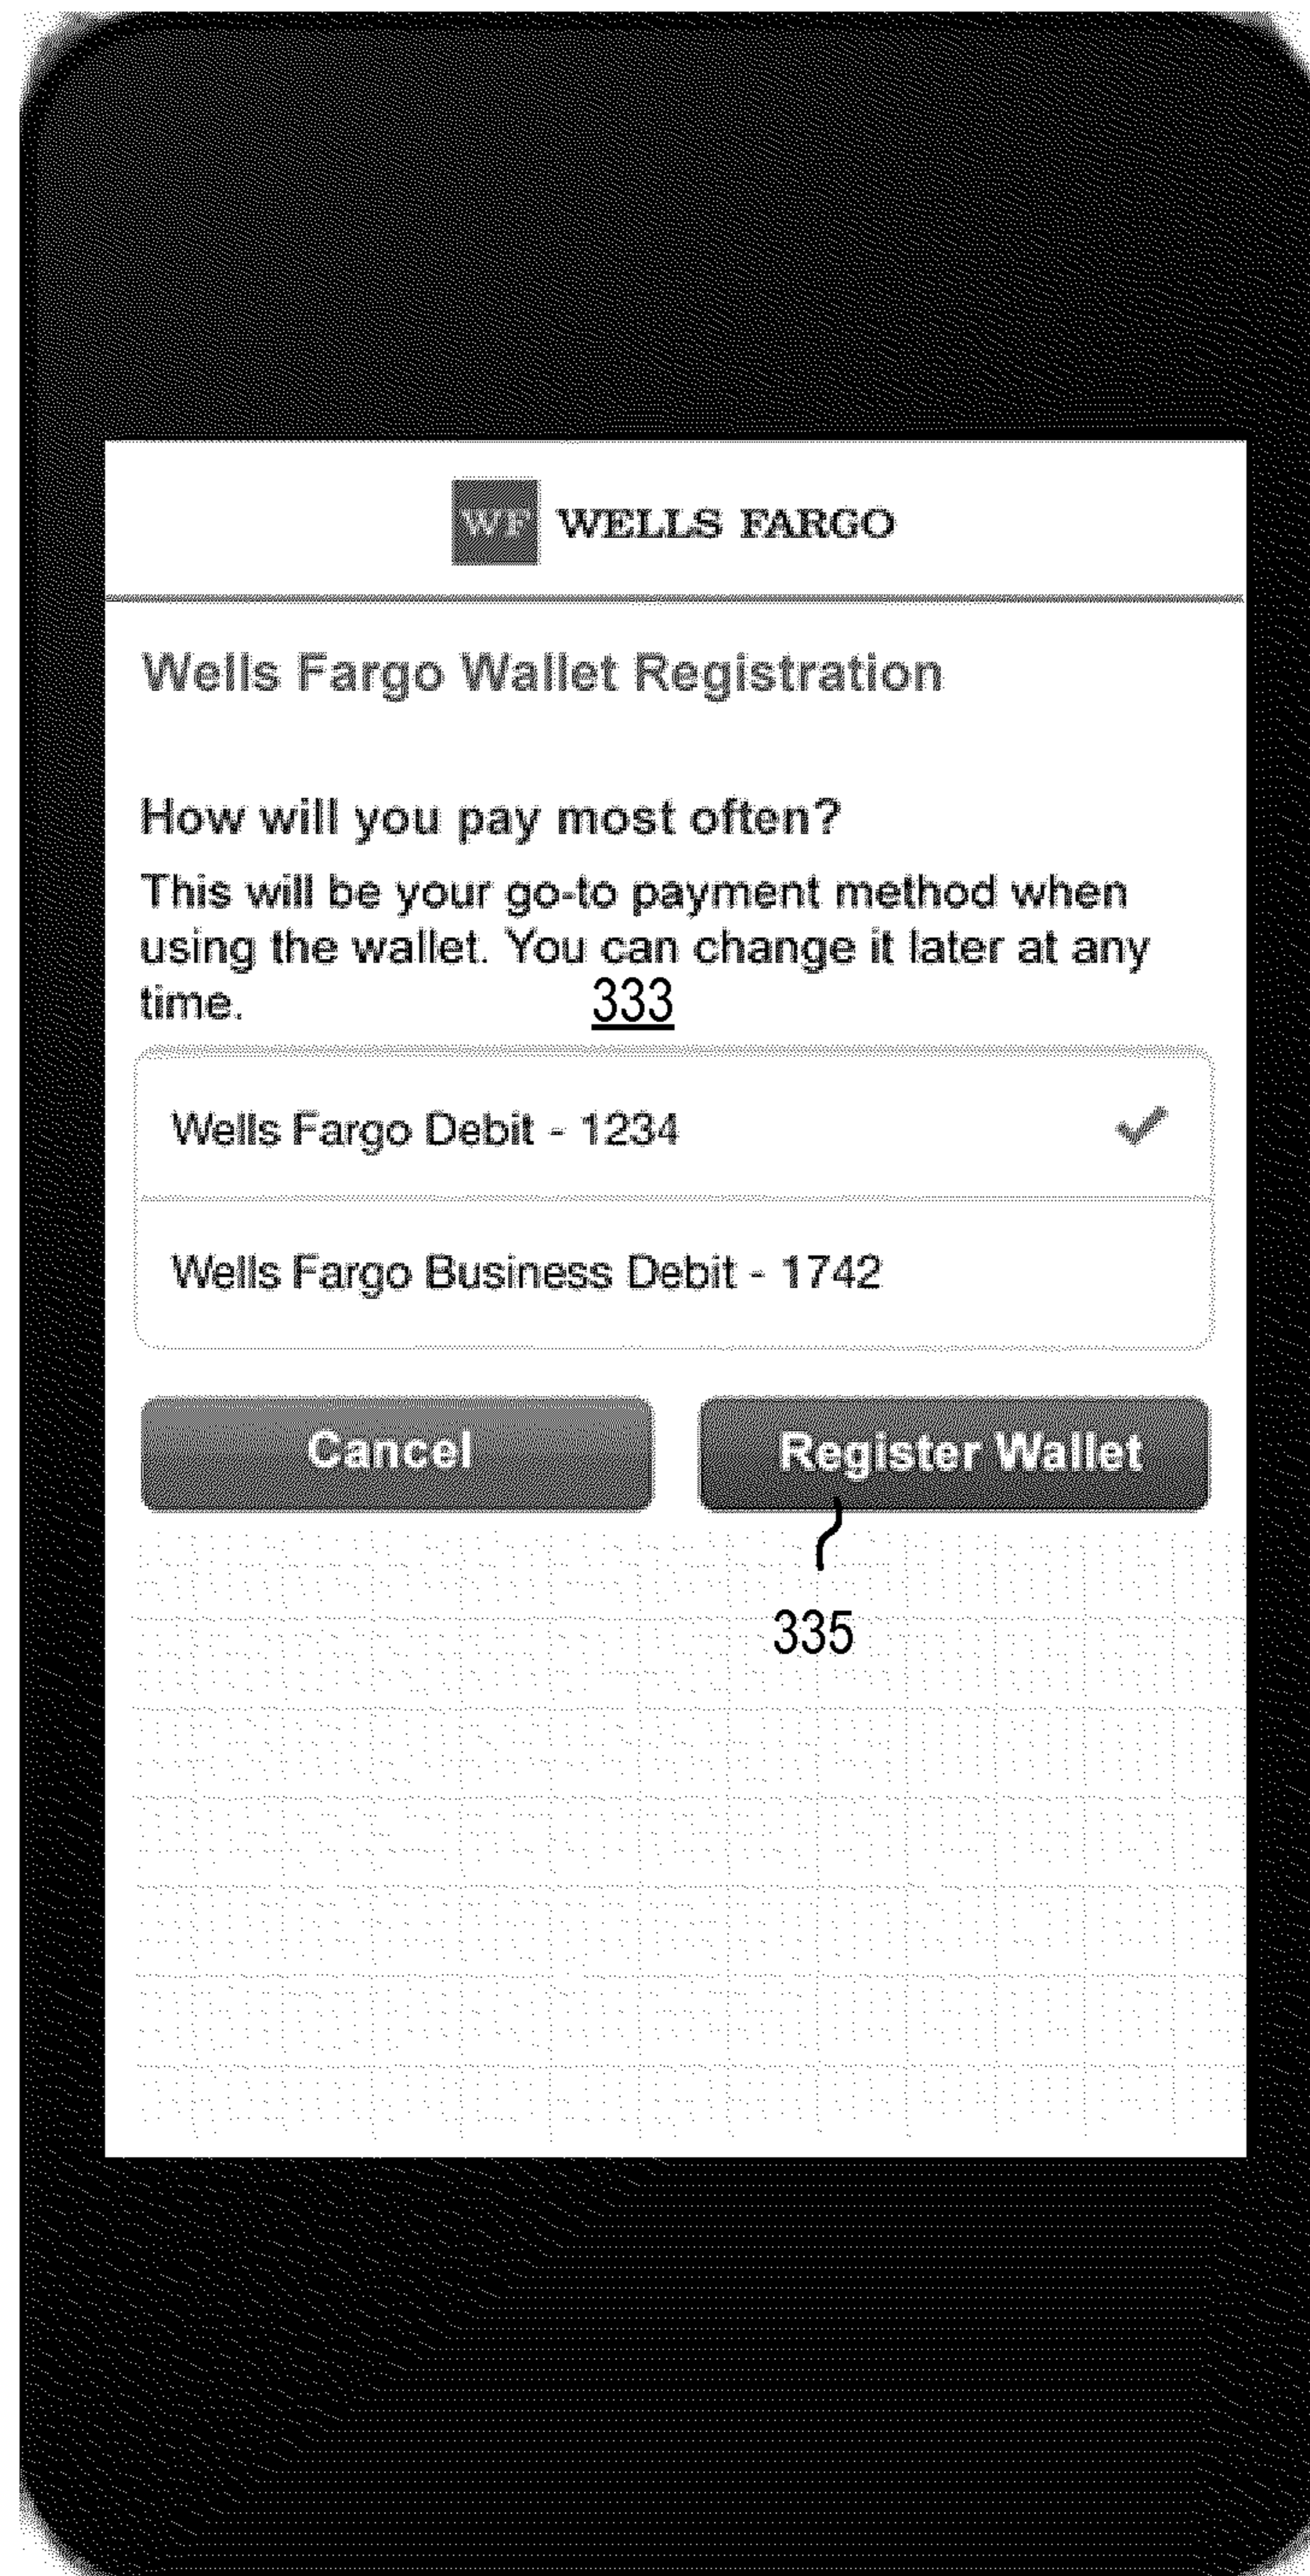 WF WELLS FARGO
Wells Fargo Wallet Registration
How will you pay most often?
This will be your go-to payment method when
using the wallet. You can change it later at any
time.
333
Wells Fargo Debit - 1234
Wells Fargo Business Debit - 1742
Cancel
Register Wallet
335